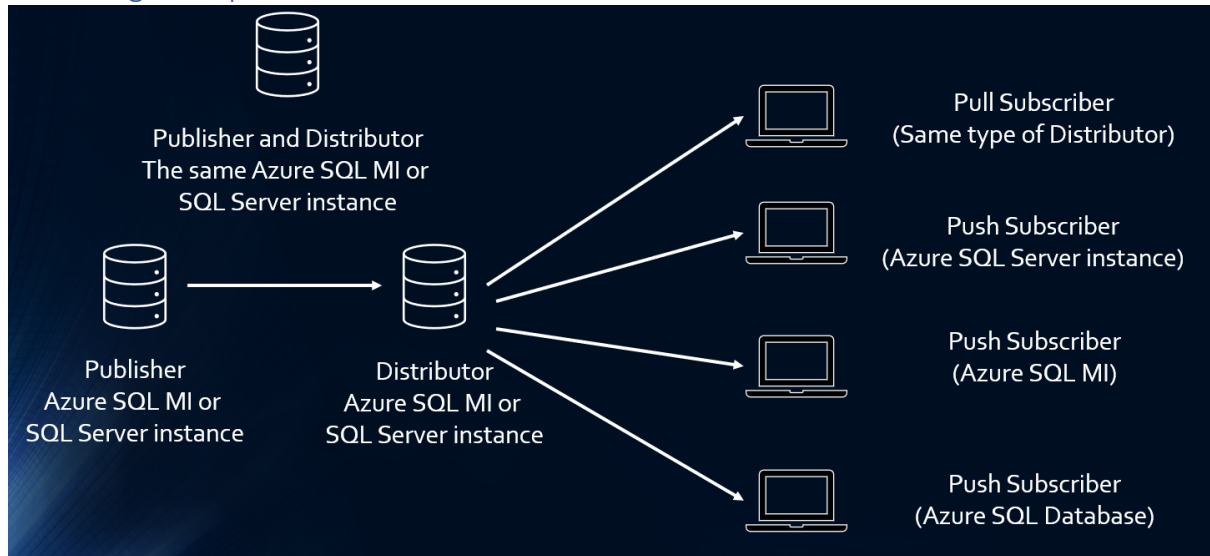 Publisher and Distributor
The same Azure SQL MI or
SQL Server instance
Publisher
Azure SQL MI or
SQL Server instance
Distributor
Azure SQL MI or
SQL Server instance
Pull Subscriber
(Same type of Distributor)
Push Subscriber
(Azure SQL Server instance)
Push Subscriber
(Azure SQL MI)
Push Subscriber
(Azure SQL Database)